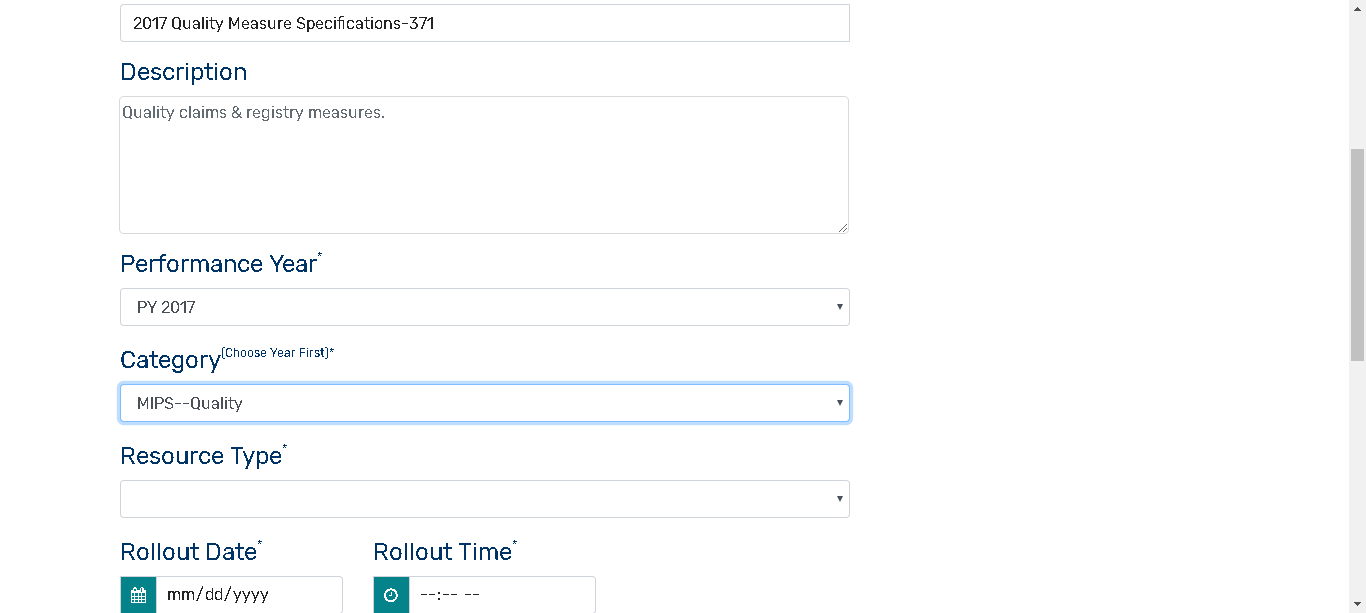 2017 Quality Measure Specifications-371
Description
Quality claims & registry measures.
Performance Year*
PY 2017
Category(Choose Year First)*
MIPS--Quality
Resource Type*
Rollout Date* Rollout Time*
mm/dd/yyyy --:-- --